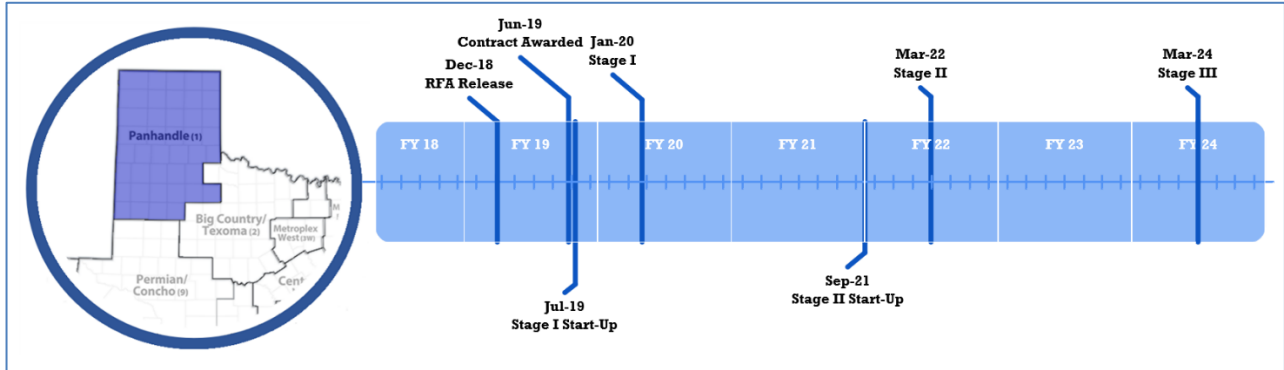 Panhandle (1)
Big Country/
Texoma (2)
Metroplex
West (3W)
M
Permian/
Concho (9)
Cent
Jun-19
Contract Awarded
Dec-18
RFA Release
Jan-20
Stage I
Mar-22
Stage II
Mar-24
Stage III
FY 18
FY 19
FY 20
FY 21
FY 22
FY 23
FY 24
Jul-19
Stage I Start-Up
Sep-21
Stage II Start-Up